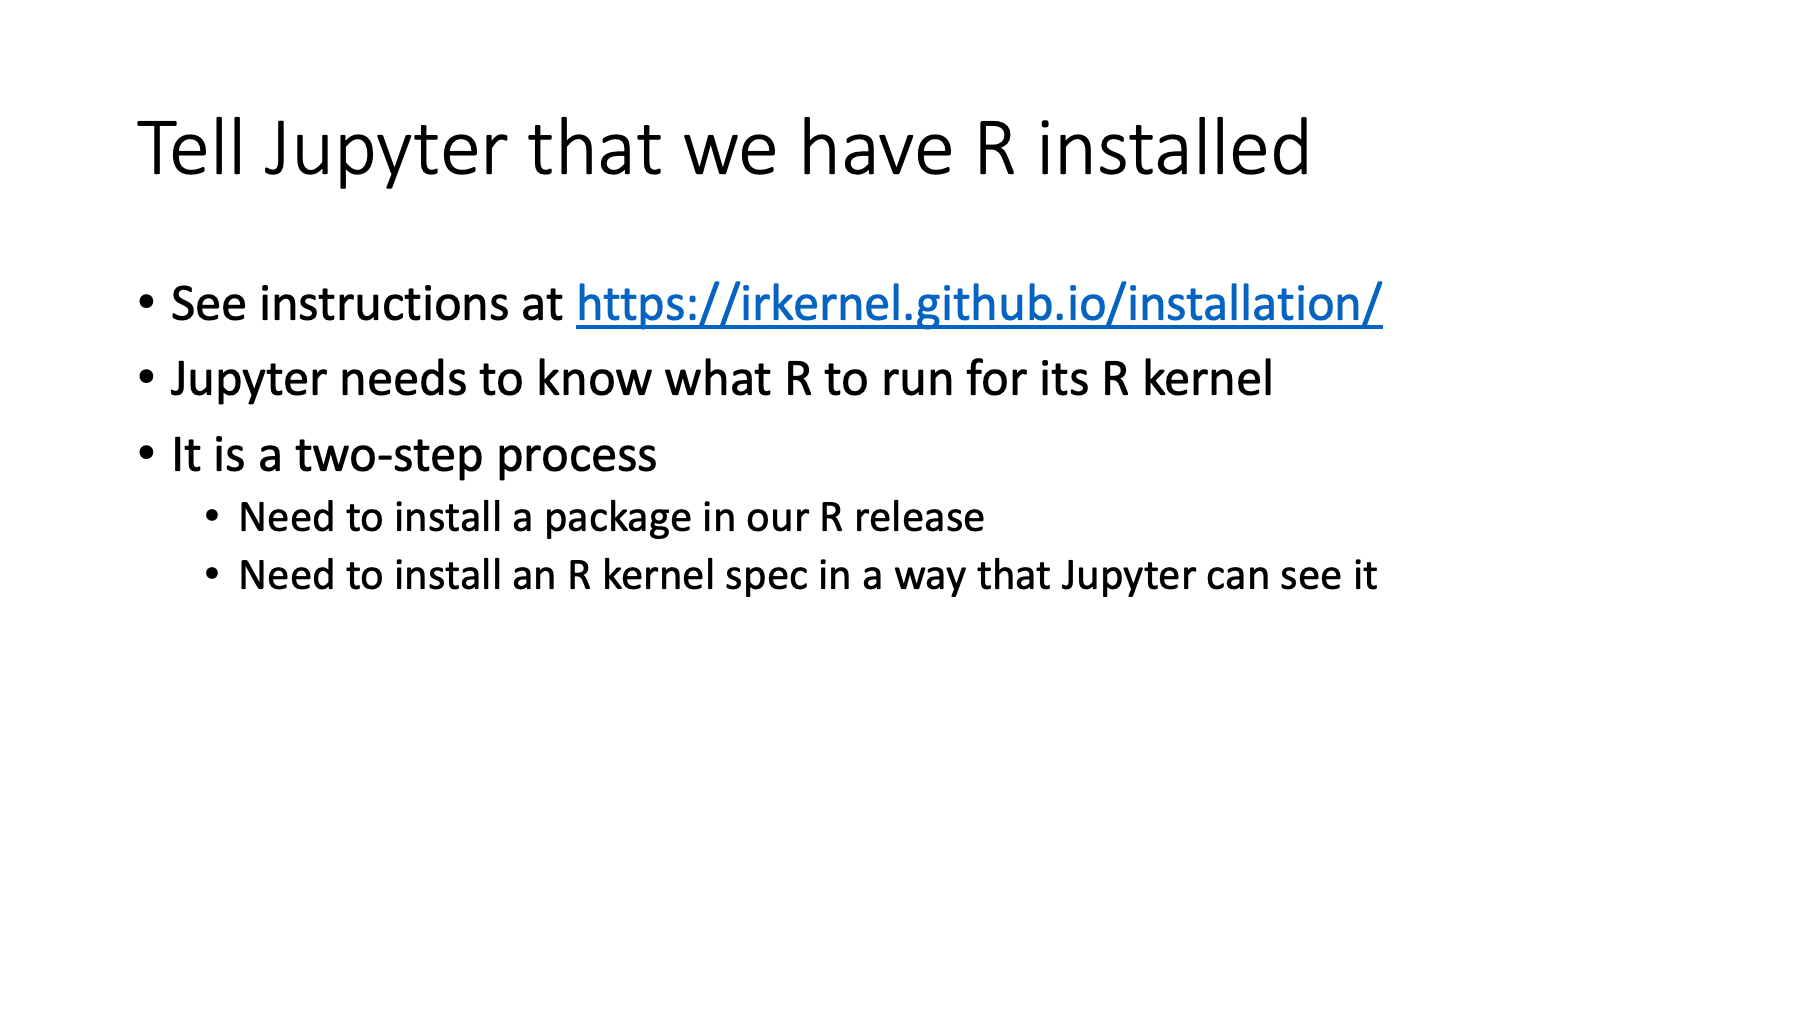 Tell Jupyter that we have R installed
• See instructions at https://irkernel.github.io/installation/
• Jupyter needs to know what R to run for its R kernel
• It is a two-step process
• Need to install a package in our R release
• Need to install an R kernel spec in a way that Jupyter can see it